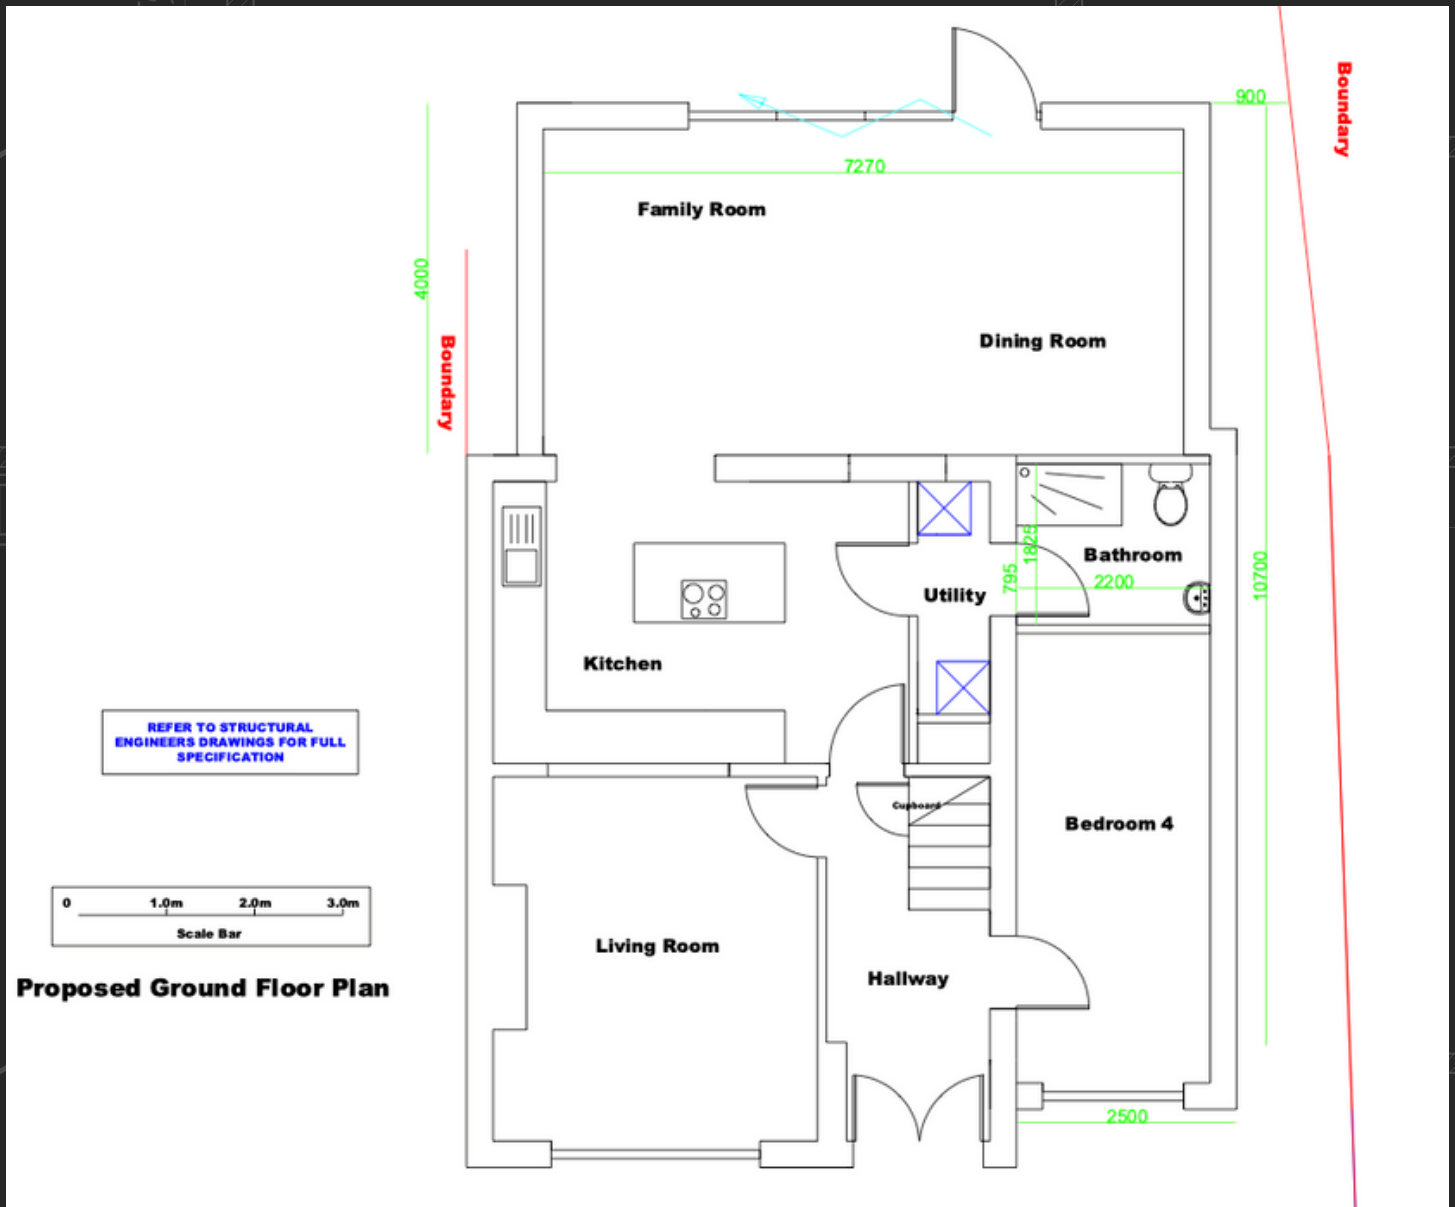 900
Boundary
7270
Family Room
4000
Dining Room
Boundary
1825
Bathroom
795
2200
10700
Utility
Kitchen
REFER TO STRUCTURAL
ENGINEERS DRAWINGS FOR FULL
SPECIFICATION
Cupboard
Bedroom 4
0 1.0m 2.0m 3.0m
Scale Bar
Living Room
Hallway
Proposed Ground Floor Plan
2500